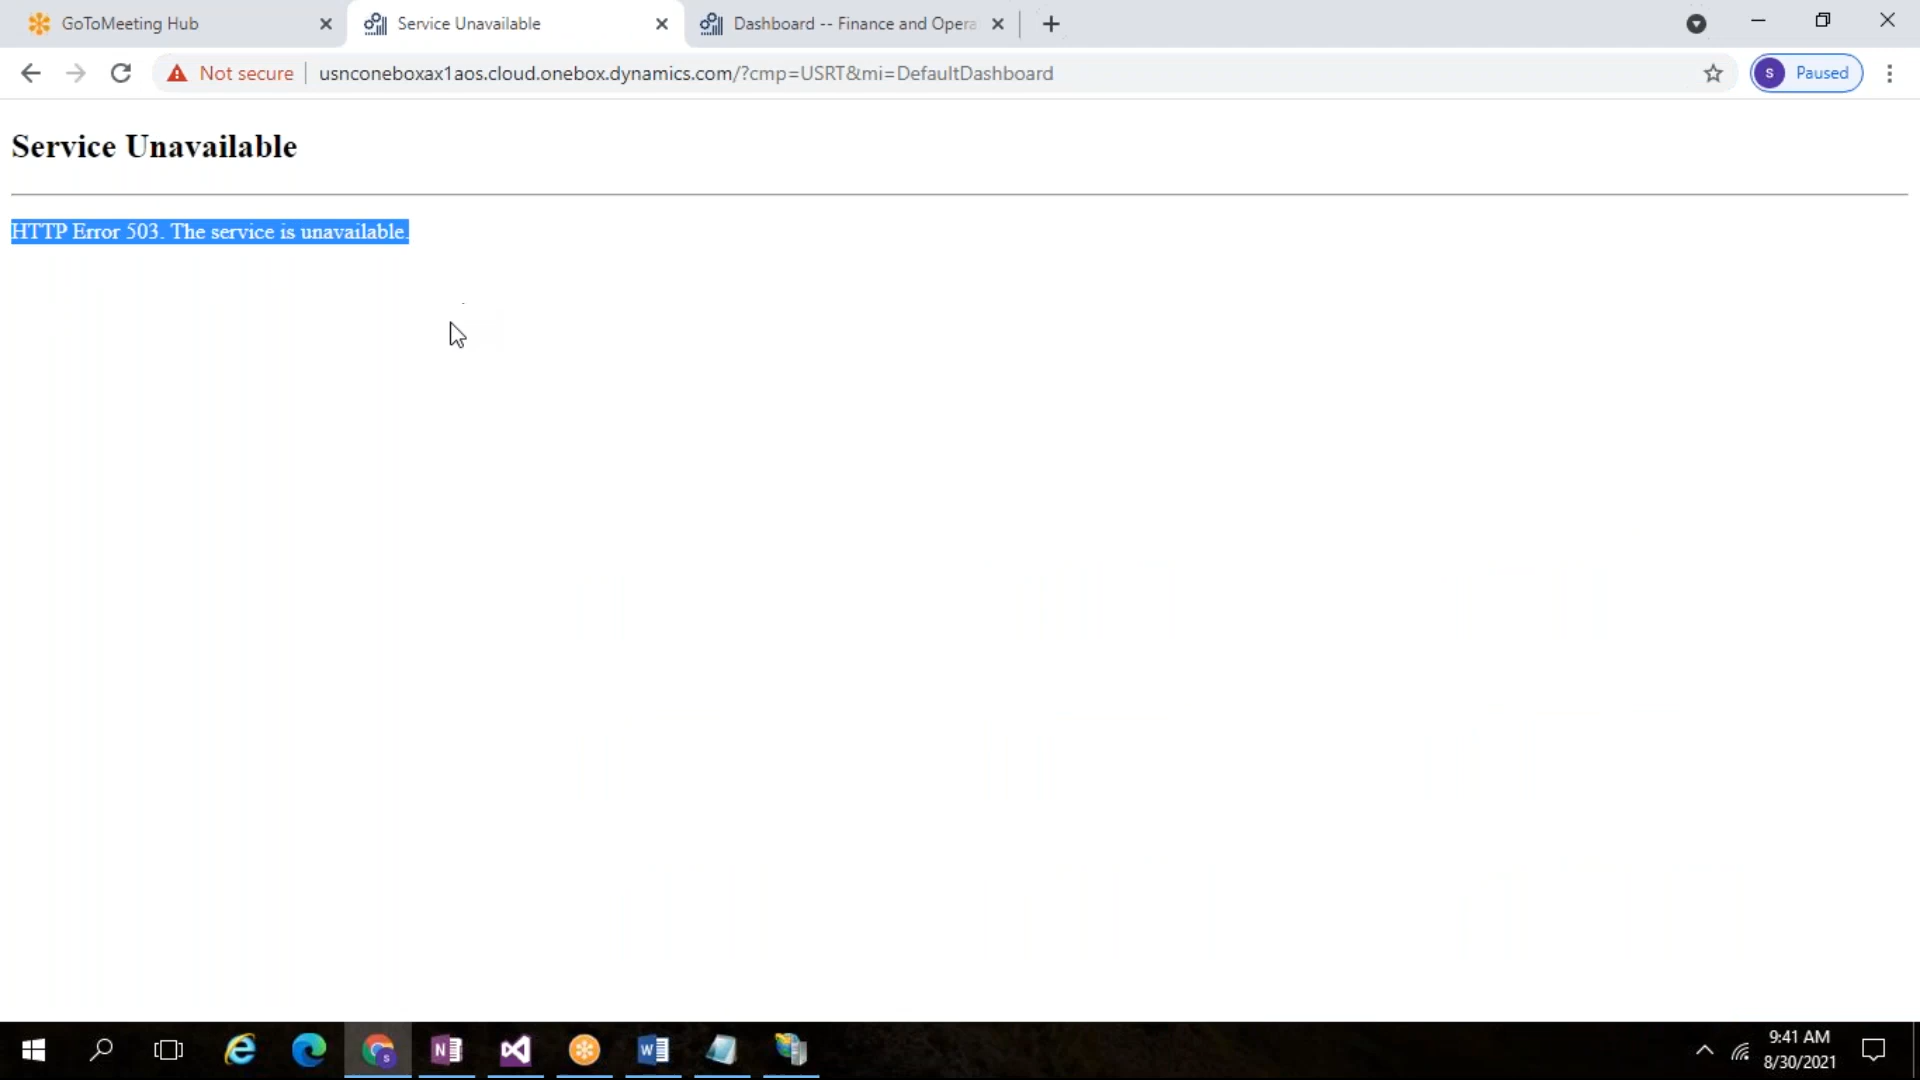 GoToMeeting Hub
Service Unavailable
Dashboard -- Finance and Opera
Not secure
usnconeboxax1aos.cloud.onebox.dynamics.com/?cmp=USRT&mi=DefaultDashboard
s
Paused
Service Unavailable
HTTP Error 503. The service is unavailable.
s
N
W
9:41 AM
8/30/2021